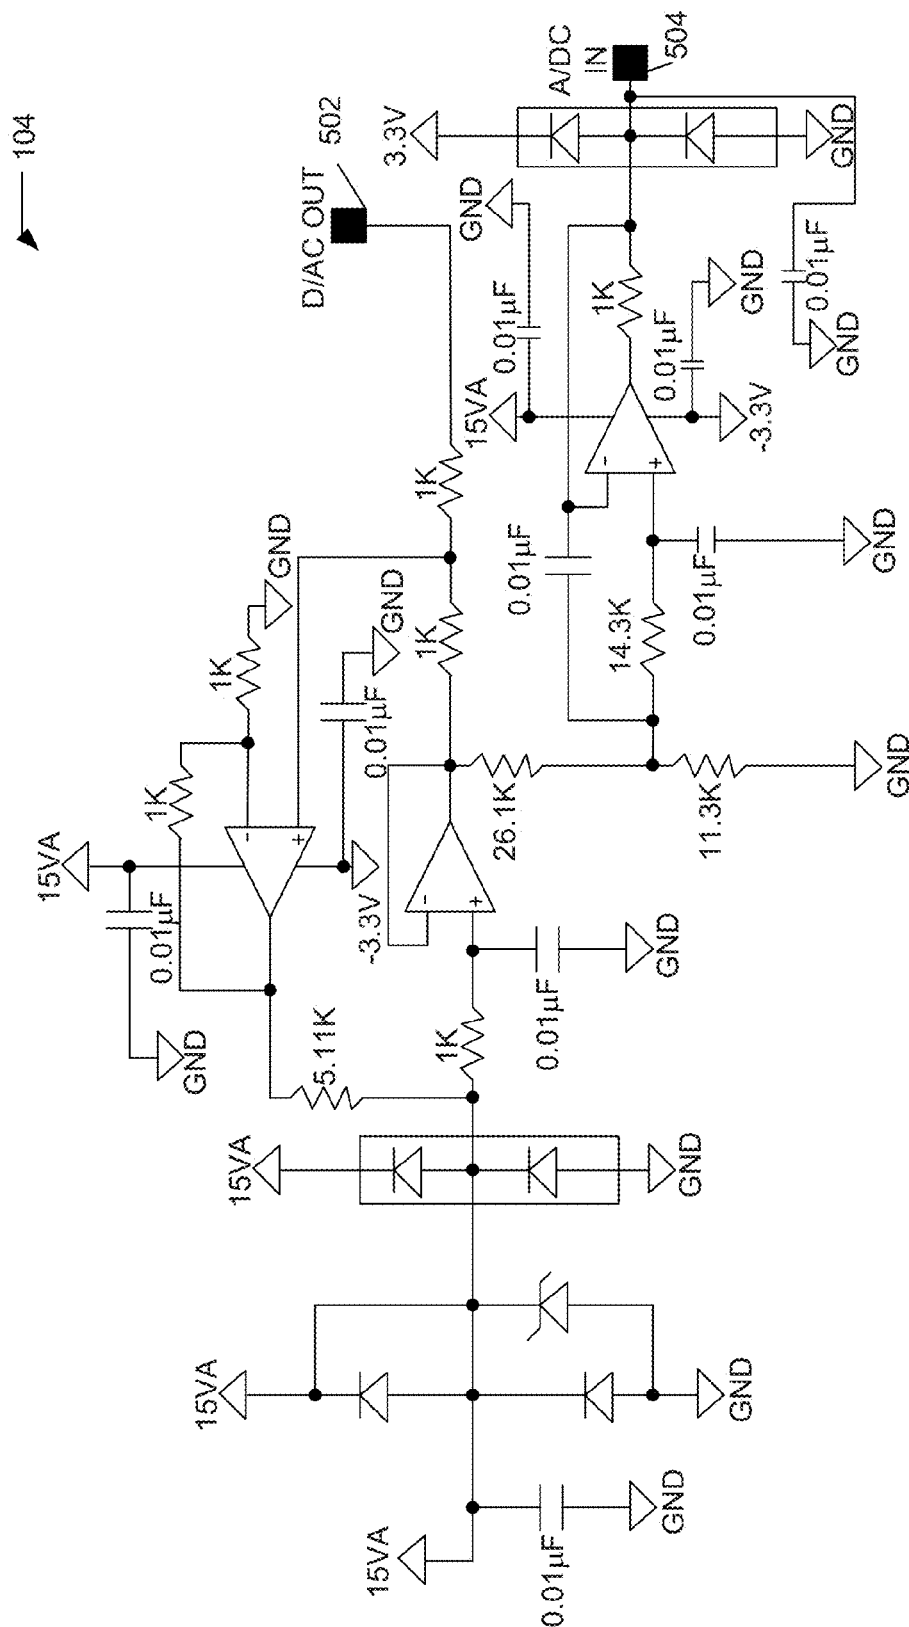 104
D/AC OUT
502
A/DC
IN
504
3.3V
GND
GND
15VA
0.01µF
1K
0.01µF
GND
-3.3V
0.01µF
GND
-
+
1K
GND
1K
1K
0.01µF
GND
1K
-
+
15VA
0.01µF
GND
-3.3V
0.01µF
14.3K
0.01µF
GND
26.1K
11.3K
GND
-
+
5.11K
1K
0.01µF
GND
15VA
GND
15VA
GND
15VA
0.01µF
GND